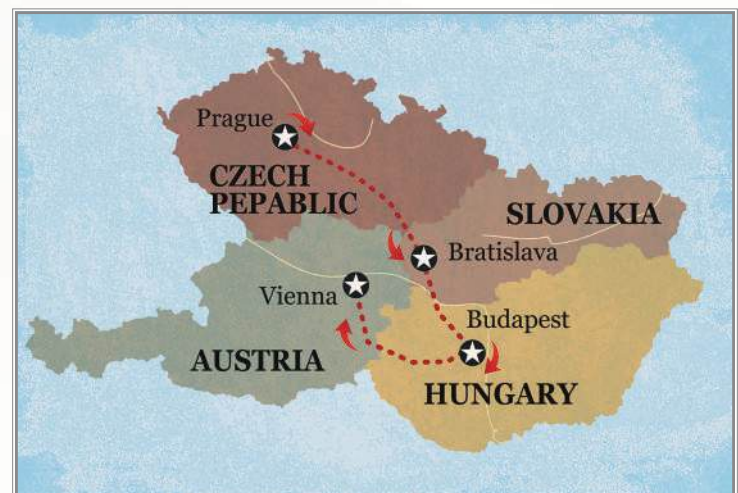 Prague
CZECH
PEPABLIC
SLOVAKIA
Bratislava
Vienna
Budapest
AUSTRIA
HUNGARY